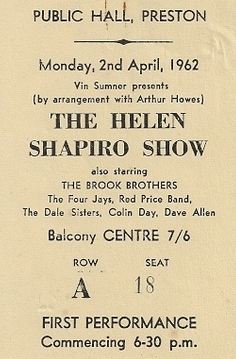 PUBLIC HALL, PRESTON
Monday, 2nd April, 1962
Vin Sumner presents
(by arrangement with Arthur Howes)
THE HELEN
SHAPIRO SHOW
also starring
THE BROOK BROTHERS
The Four Jays, Red Price Band,
The Dale Sisters, Colin Day, Dave Allen
Balcony CENTRE 7/6
ROW SEAT
A 18
FIRST PERFORMANCE
Commencing 6-30 p.m.